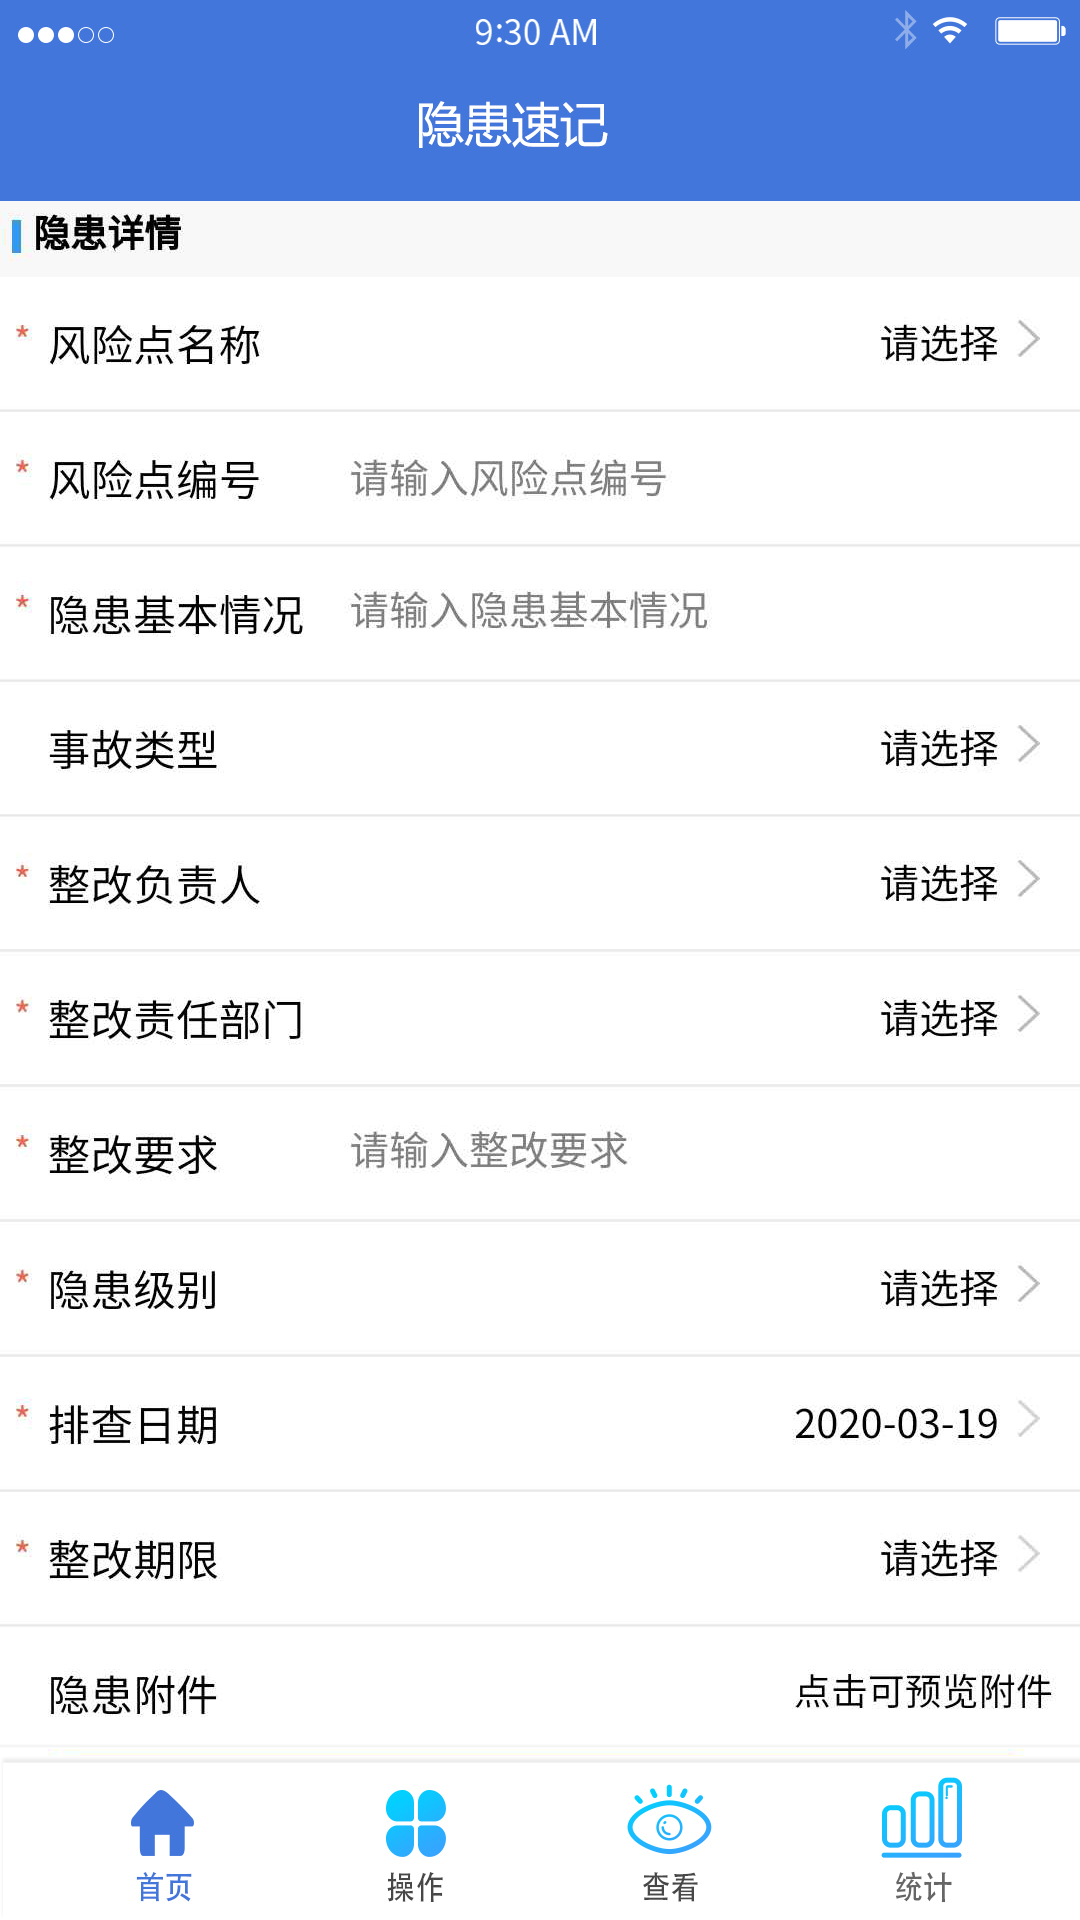 9:30 AM
隐患速记
隐患详情
* 风险点名称 请选择
* 风险点编号 请输入风险点编号
* 隐患基本情况 请输入隐患基本情况
事故类型 请选择
* 整改负责人 请选择
* 整改责任部门 请选择
* 整改要求 请输入整改要求
* 隐患级别 请选择
* 排查日期 2020-03-19
* 整改期限 请选择
隐患附件 点击可预览附件
首页 操作 查看 统计